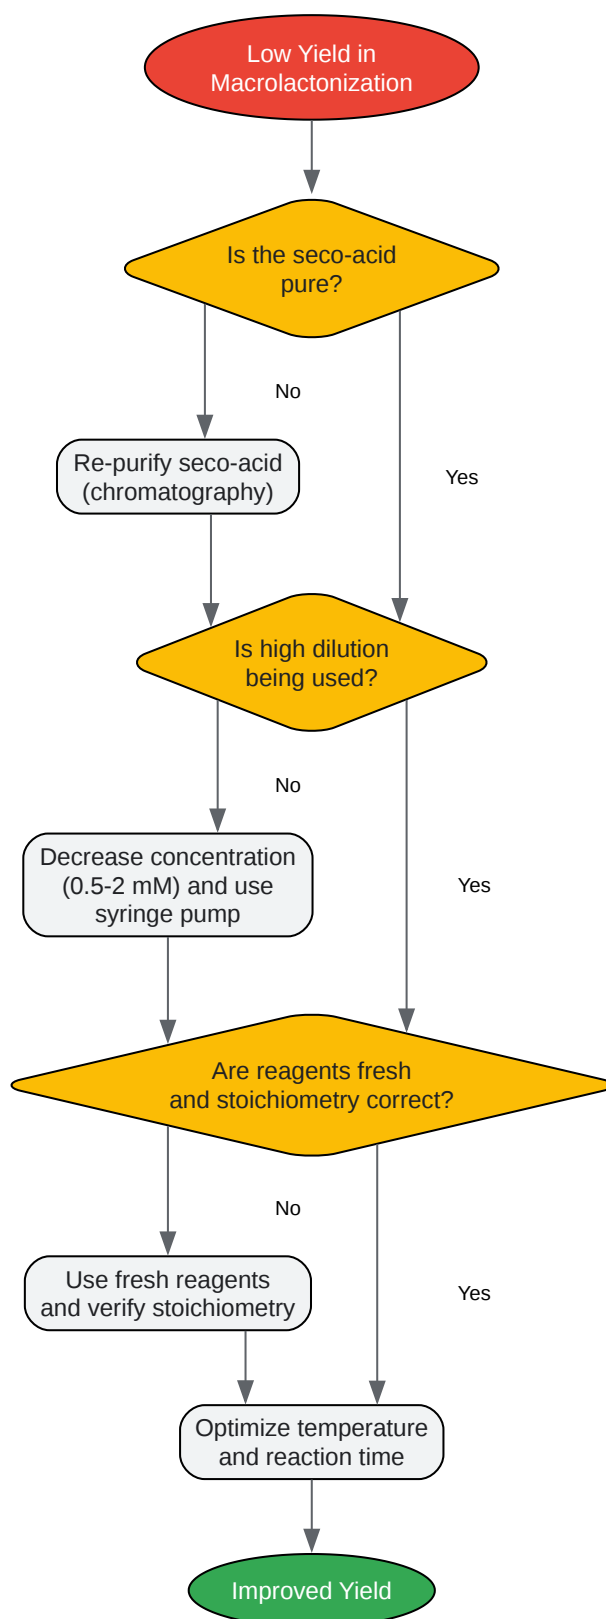 Low Yield in
Macrolactonization
Is the seco-acid
pure?
No
Re-purify seco-acid
(chromatography)
Yes
Is high dilution
being used?
No
Decrease concentration
(0.5-2 mM) and use
syringe pump
Yes
Are reagents fresh
and stoichiometry correct?
No
Use fresh reagents
and verify stoichiometry
Yes
Optimize temperature
and reaction time
Improved Yield